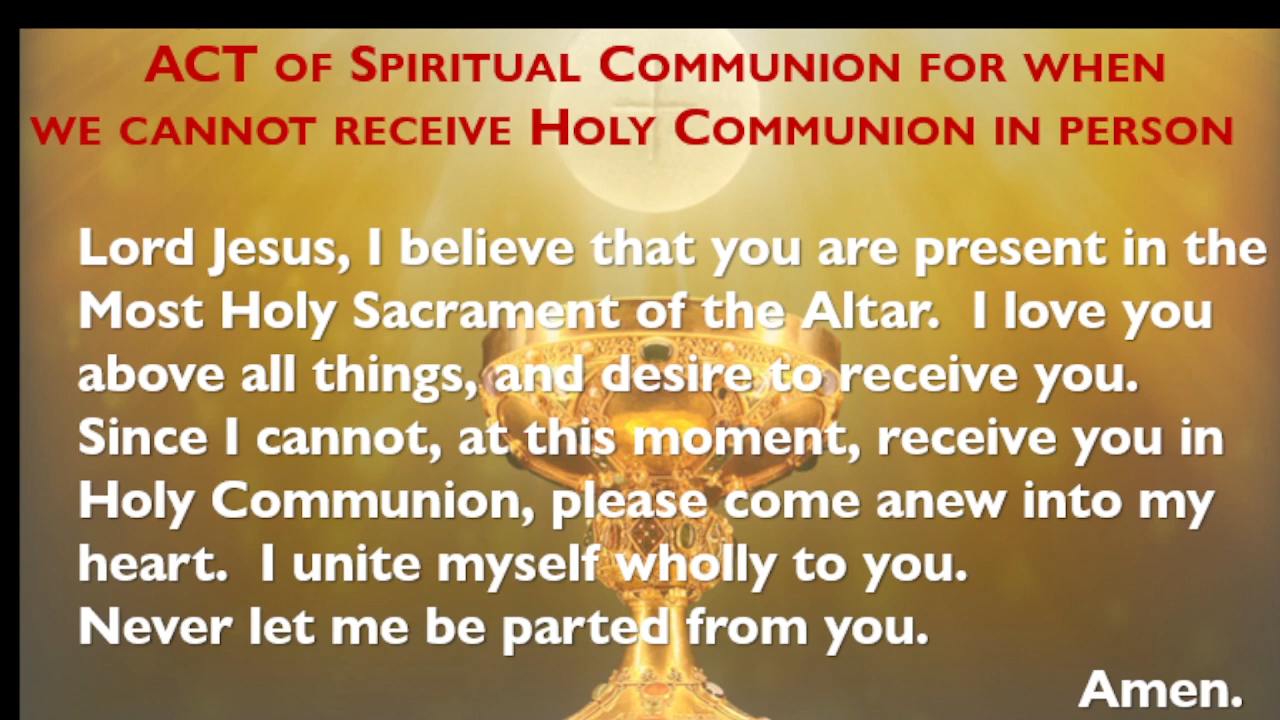 ACT OF SPIRITUAL COMMUNION FOR WHEN
WE CANNOT RECEIVE HOLY COMMUNION IN PERSON
Lord Jesus, I believe that you are present in the
Most Holy Sacrament of the Altar. I love you
above all things, and desire to receive you.
Since I cannot, at this moment, receive you in
Holy Communion, please come anew into my
heart. I unite myself wholly to you.
Never let me be parted from you.
Amen.